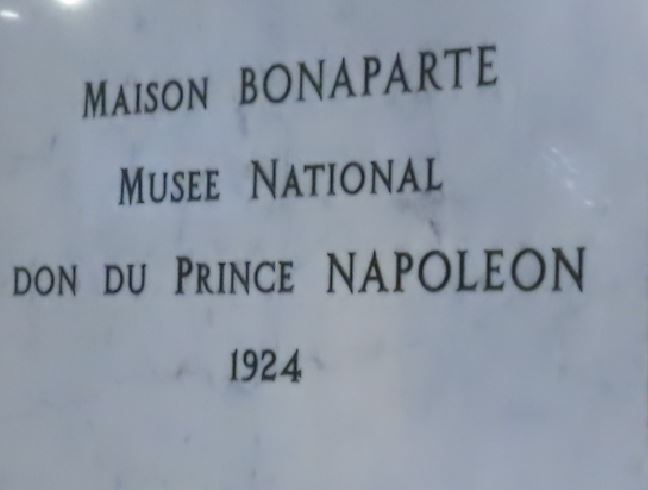 MAISON BONAPARTE
MUSEE NATIONAL
DON DU PRINCE NAPOLEON
1924